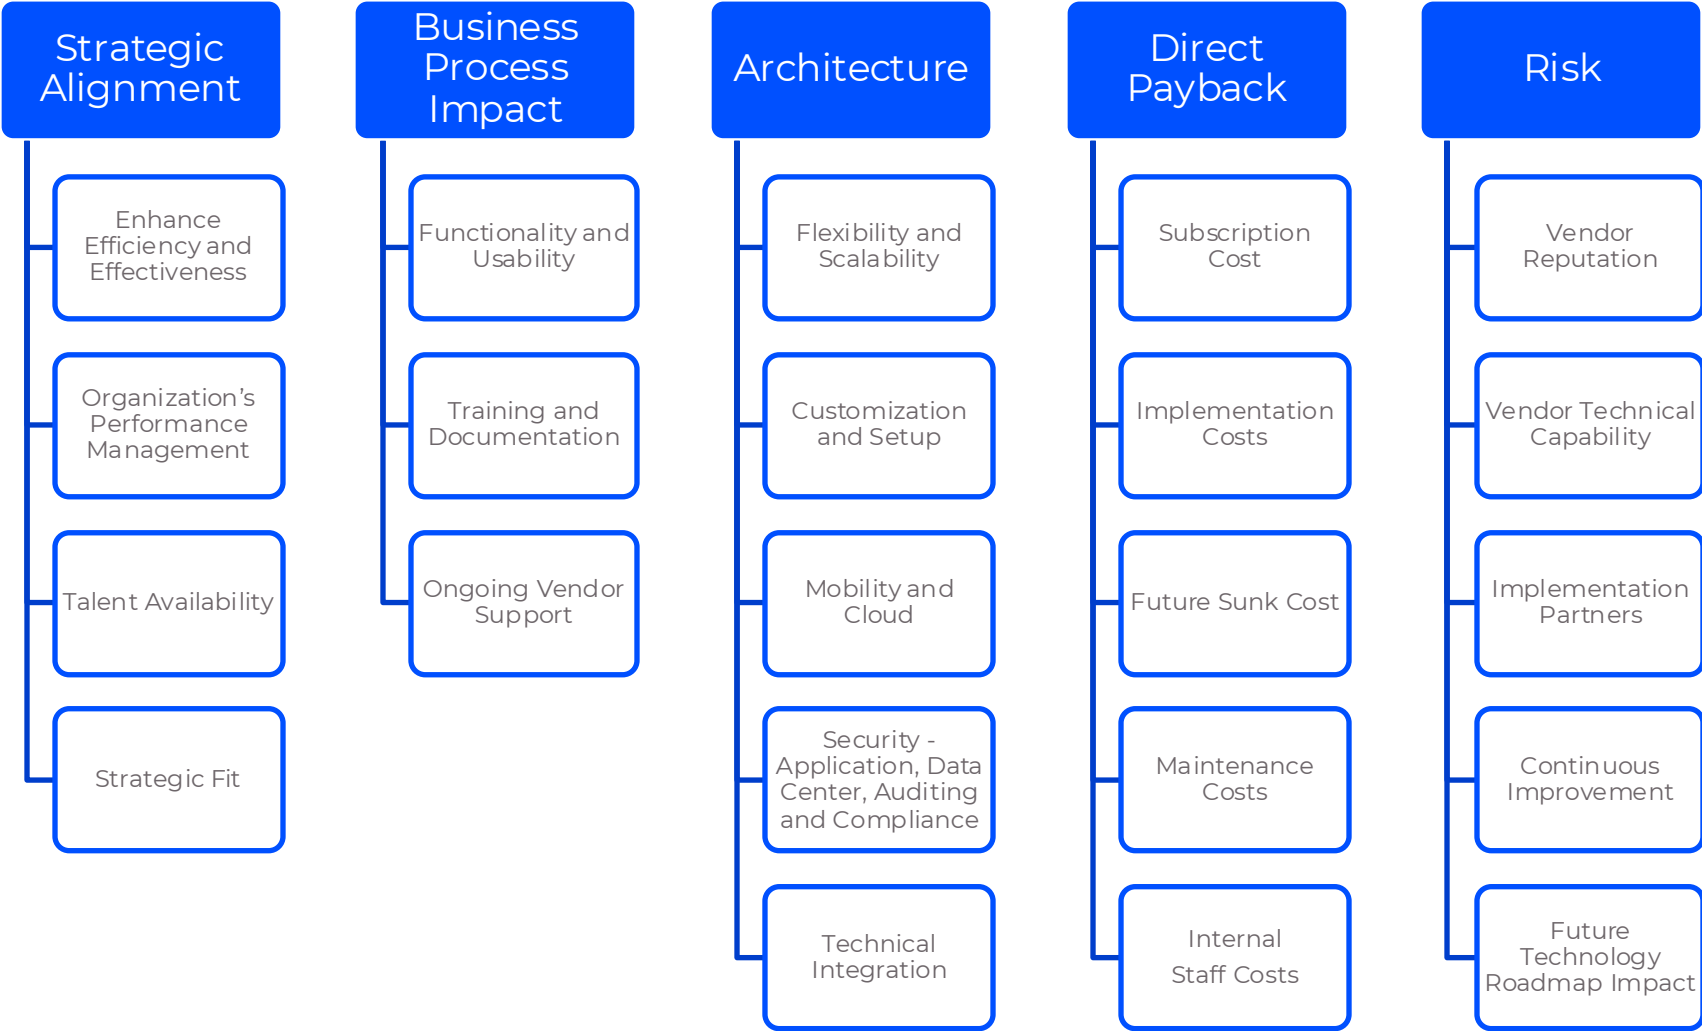 Strategic
Alignment
Enhance
Efficiency and
Effectiveness
Organization’s
Performance
Management
Talent Availability
Strategic Fit
Business
Process
Impact
Functionality and
Usability
Training and
Documentation
Ongoing Vendor
Support
Architecture
Flexibility and
Scalability
Customization
and Setup
Mobility and
Cloud
Security -
Application, Data
Center, Auditing
and Compliance
Technical
Integration
Direct
Payback
Subscription
Cost
Implementation
Costs
Future Sunk Cost
Maintenance
Costs
Internal
Staff Costs
Risk
Vendor
Reputation
Vendor Technical
Capability
Implementation
Partners
Continuous
Improvement
Future
Technology
Roadmap Impact